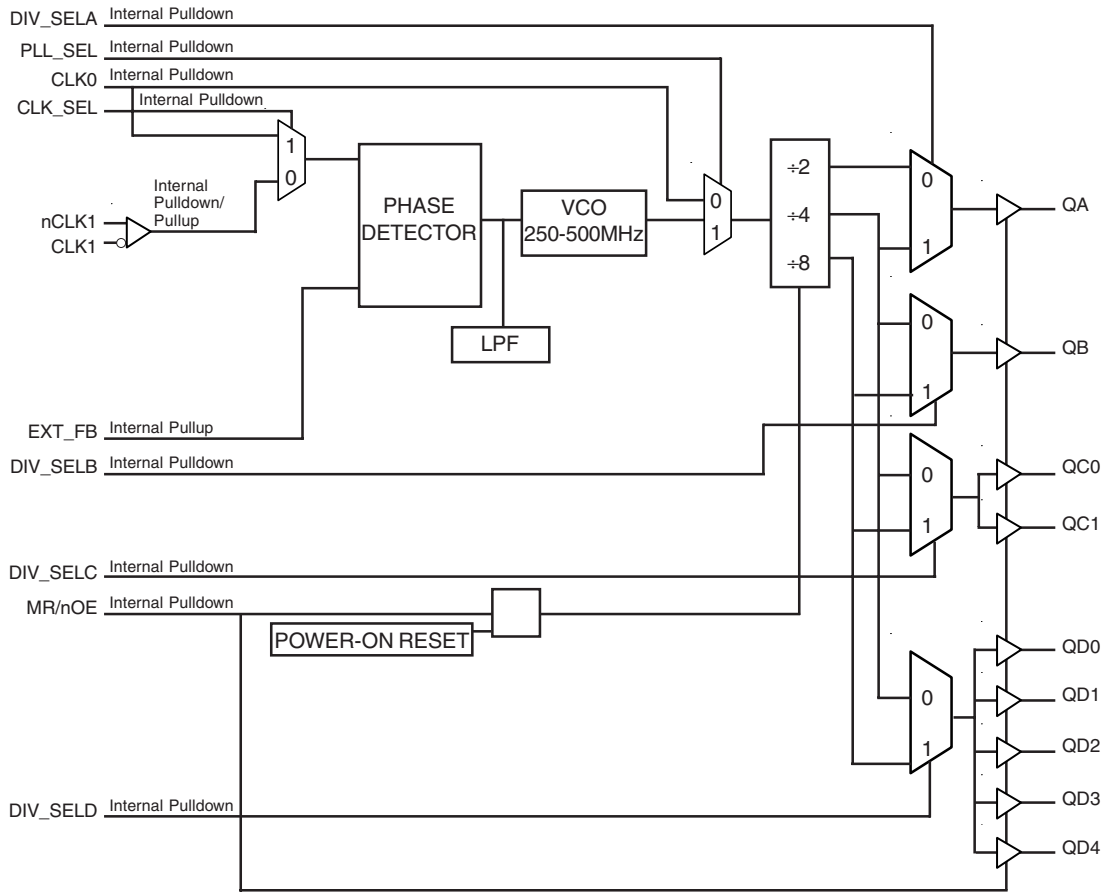 DIV_SELA Internal Pulldown
PLL_SEL Internal Pulldown
CLK0 Internal Pulldown
CLK_SEL Internal Pulldown
1
0
Internal
Pulldown/
Pullup
nCLK1
CLK1
PHASE
DETECTOR
VCO
250-500MHz
LPF
0
1
÷2
÷4
÷8
0
1
QA
0
1
QB
EXT_FB Internal Pullup
DIV_SELB Internal Pulldown
0
1
QC0
QC1
DIV_SELC Internal Pulldown
MR/nOE Internal Pulldown
POWER-ON RESET
0
1
QD0
QD1
QD2
QD3
QD4
DIV_SELD Internal Pulldown